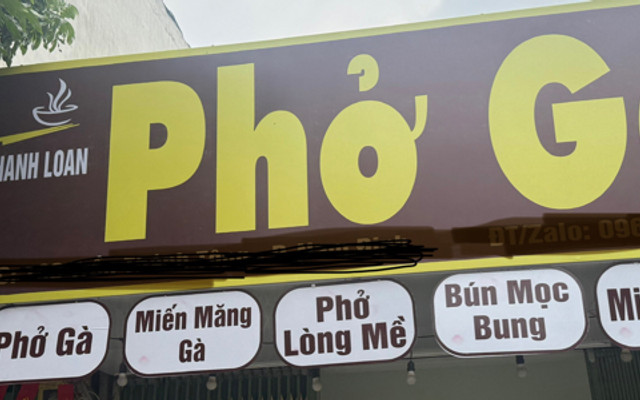 Phở G
HANH LOAN
ĐT/Zalo: 096
Phở Gà
Miến Măng
Gà
Phở
Lòng Mề
Bún Mọc
Bung
Mi